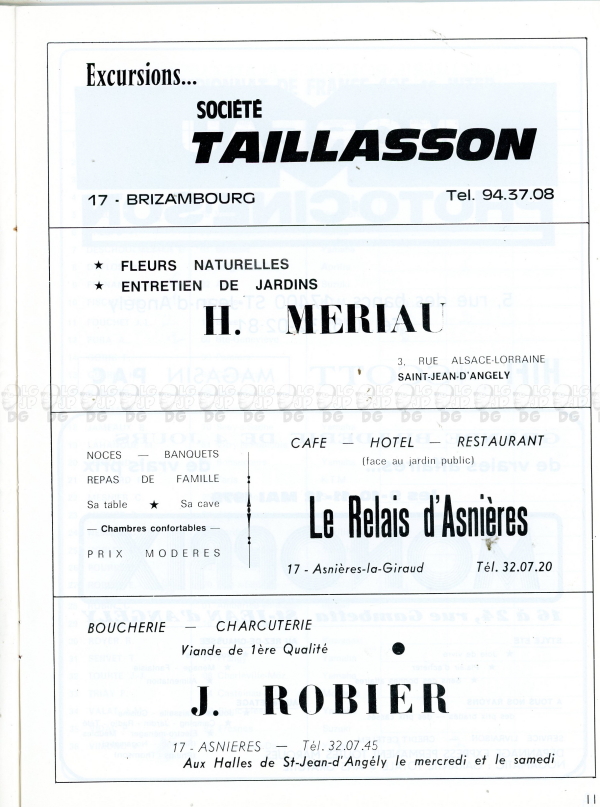 Excursions...
SOCIÉTÉ
TAILLASSON
17 - BRIZAMBOURG Tel. 94.37.08
★ FLEURS NATURELLES
★ ENTRETIEN DE JARDINS
H. MERIAU
3, RUE ALSACE-LORRAINE
SAINT-JEAN-D'ANGELY
CAFE — HOTEL — RESTAURANT
(face au jardin public)
NOCES — BANQUETS
REPAS DE FAMILLE
Sa table ★ Sa cave
— Chambres confortables —
PRIX MODERES
Le Relais d'Asnières
17 - Asnières-la-Giraud Tél. 32.07.20
BOUCHERIE — CHARCUTERIE
Viande de 1ère Qualité
J. ROBIER
17 - ASNIERES — Tél. 32.07.45
Aux Halles de St-Jean-d'Angély le mercredi et le samedi
11